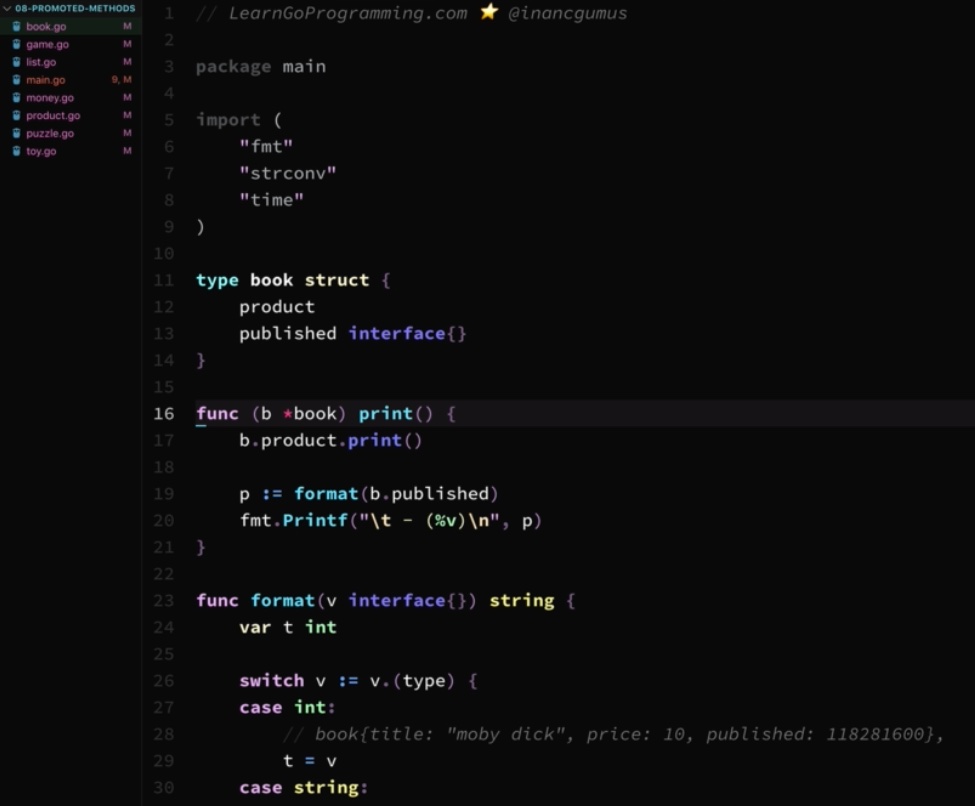 08-PROMOTED-METHODS
book.go M
game.go M
list.go M
main.go 9, M
money.go M
product.go M
puzzle.go M
toy.go M
1 // LearnGoProgramming.com ⭐ @inancgumus
2
3 package main
4
5 import (
6     "fmt"
7     "strconv"
8     "time"
9 )
10
11 type book struct {
12     product
13     published interface{}
14 }
15
16 func (b *book) print() {
17     b.product.print()
18
19     p := format(b.published)
20     fmt.Printf("\t - (%v)\n", p)
21 }
22
23 func format(v interface{}) string {
24     var t int
25
26     switch v := v.(type) {
27     case int:
28         // book{title: "moby dick", price: 10, published: 118281600},
29         t = v
30     case string: